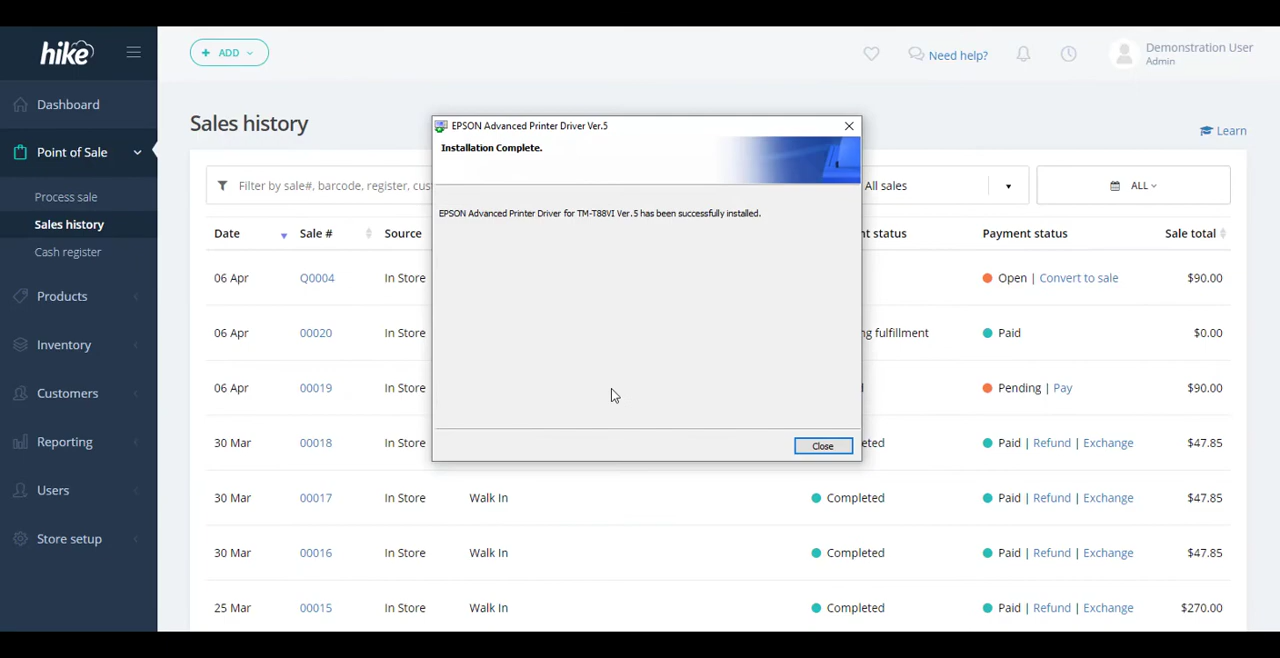 hike
+ ADD
Need help?
Demonstration User
Admin
Dashboard
Point of Sale
Process sale
Sales history
Cash register
Products
Inventory
Customers
Reporting
Users
Store setup
Sales history
Learn
Filter by sale#, barcode, register, cus
All sales
ALL
Date Sale # Source nt status Payment status Sale total
06 Apr Q0004 In Store Open | Convert to sale $90.00
06 Apr 00020 In Store g fulfillment Paid $0.00
06 Apr 00019 In Store Pending | Pay $90.00
30 Mar 00018 In Store eted Paid | Refund | Exchange $47.85
30 Mar 00017 In Store Walk In Completed Paid | Refund | Exchange $47.85
30 Mar 00016 In Store Walk In Completed Paid | Refund | Exchange $47.85
25 Mar 00015 In Store Walk In Completed Paid | Refund | Exchange $270.00
EPSON Advanced Printer Driver Ver.5
Installation Complete.
EPSON Advanced Printer Driver for TM-T88VI Ver.5 has been successfully installed.
Close